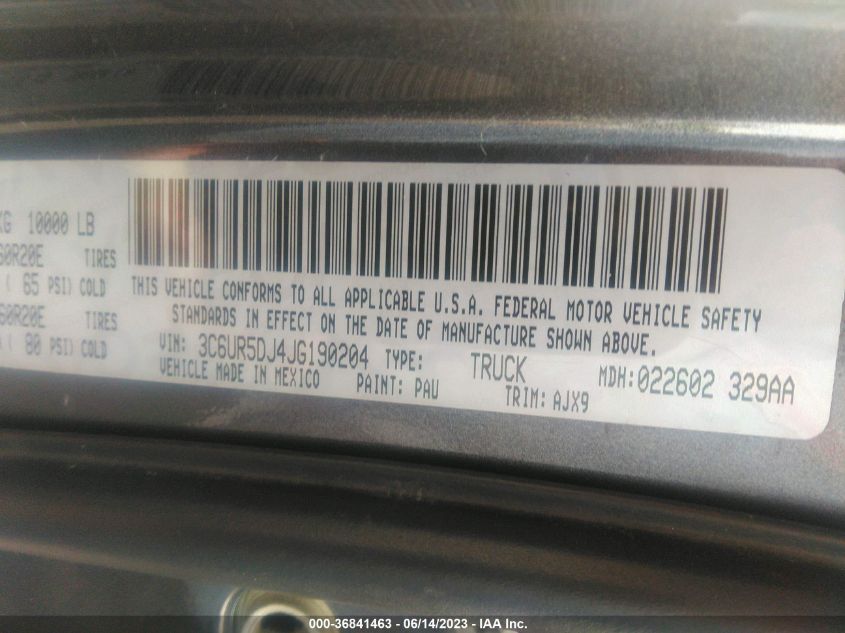 KG 10000 LB
60R20E TIRES
( 65 PSI) COLD
60R20E TIRES
( 80 PSI) COLD
THIS VEHICLE CONFORMS TO ALL APPLICABLE U.S.A. FEDERAL MOTOR VEHICLE SAFETY
STANDARDS IN EFFECT ON THE DATE OF MANUFACTURE SHOWN ABOVE.
VIN: 3C6UR5DJ4JG190204 TYPE: TRUCK MDH:022602 329AA
VEHICLE MADE IN MEXICO PAINT: PAU TRIM: AJX9
000-36841463 - 06/14/2023 - IAA Inc.